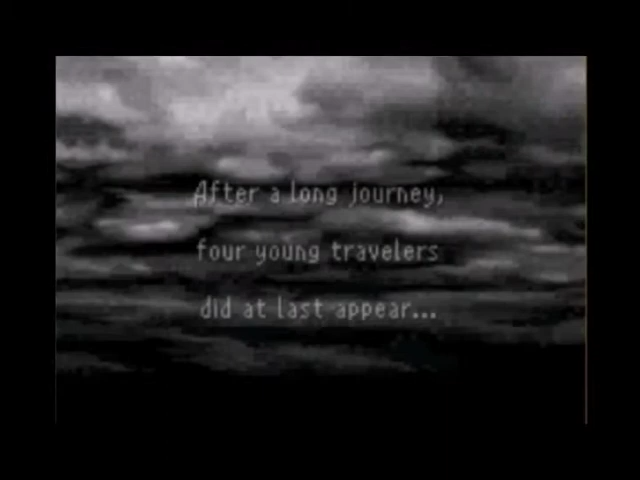 After a long journey,
four young travelers
did at last appear...